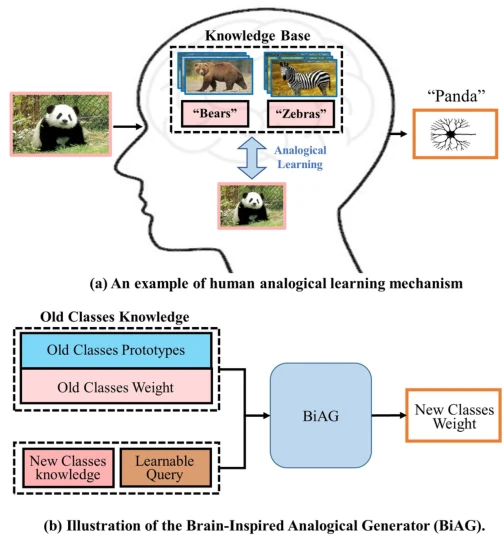 Knowledge Base
"Bears"
"Zebras"
"Panda"
Analogical
Learning
(a) An example of human analogical learning mechanism
Old Classes Knowledge
Old Classes Prototypes
Old Classes Weight
BiAG
New Classes
Weight
New Classes
knowledge
Learnable
Query
(b) Illustration of the Brain-Inspired Analogical Generator (BiAG).